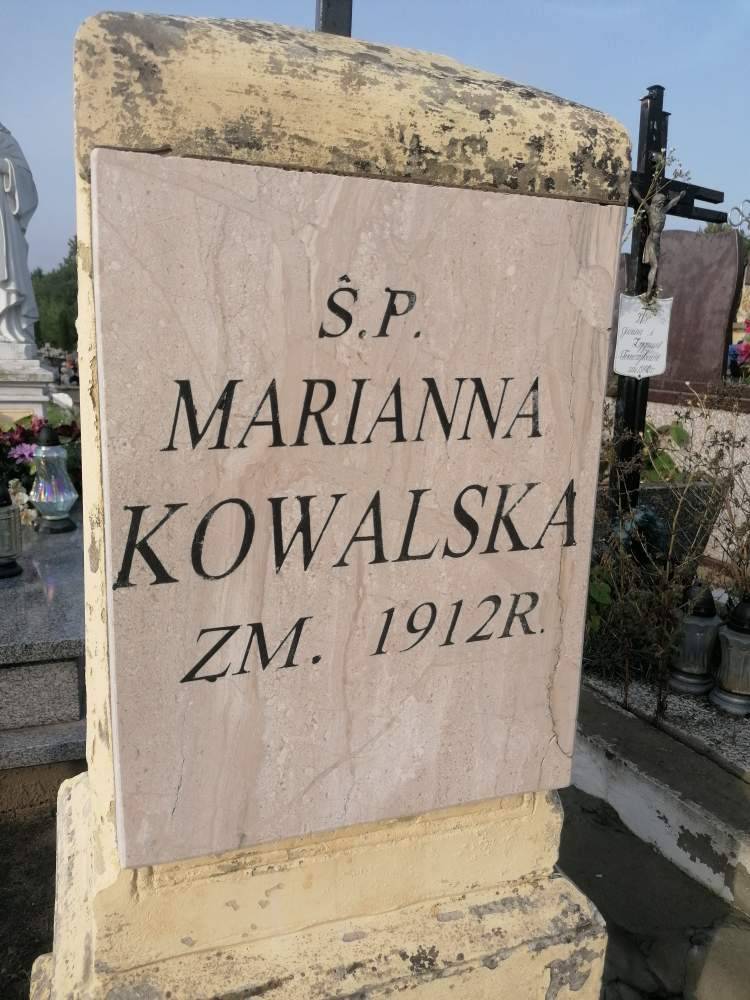 Ŝ.P.
MARIANNA
KOWALSKA
ZM. 1912R.